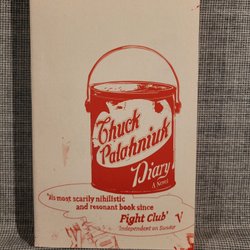 Chuck
Palahniuk
Diary
A Novel
'His most scarily nihilistic
and resonant book since
Fight Club'
Independent on Sunday
V